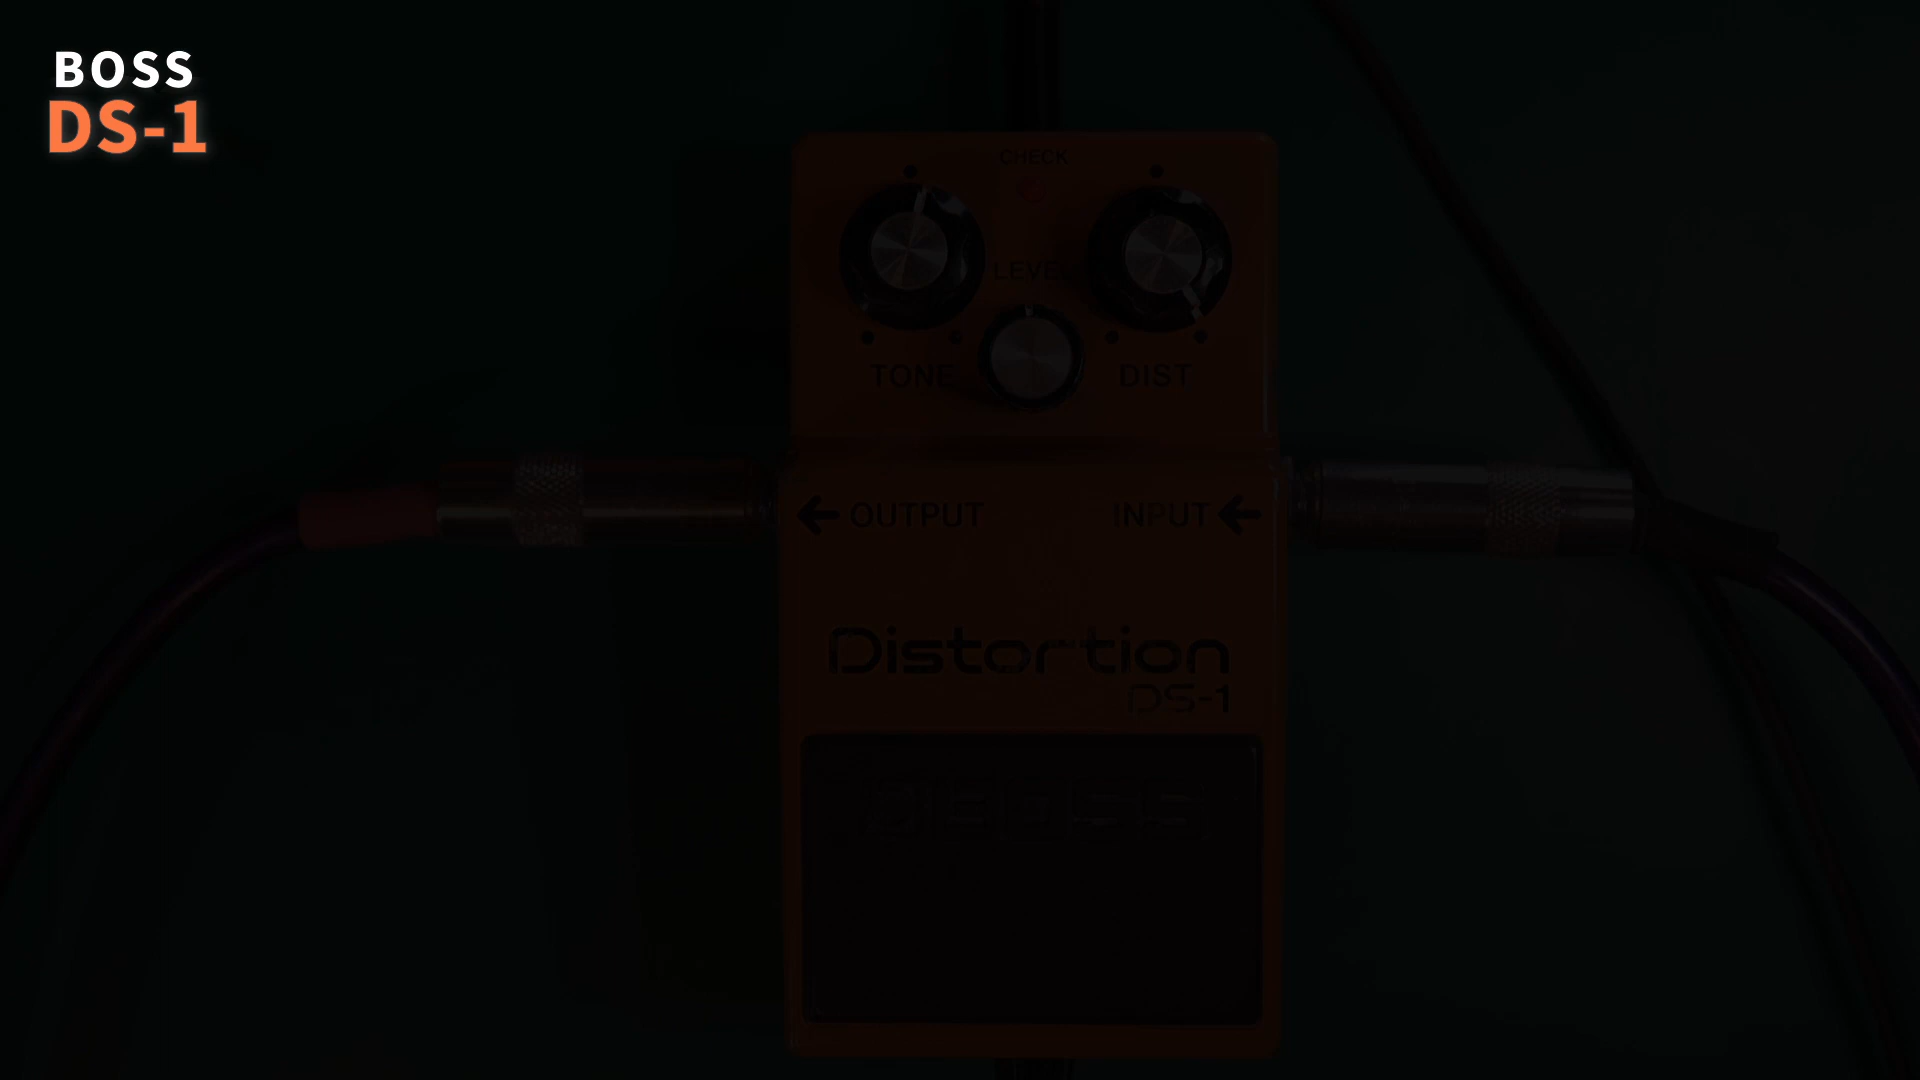 BOSS
DS-1
CHECK
LEVEL
TONE
DIST
OUTPUT
INPUT
Distortion
DS-1
BOSS